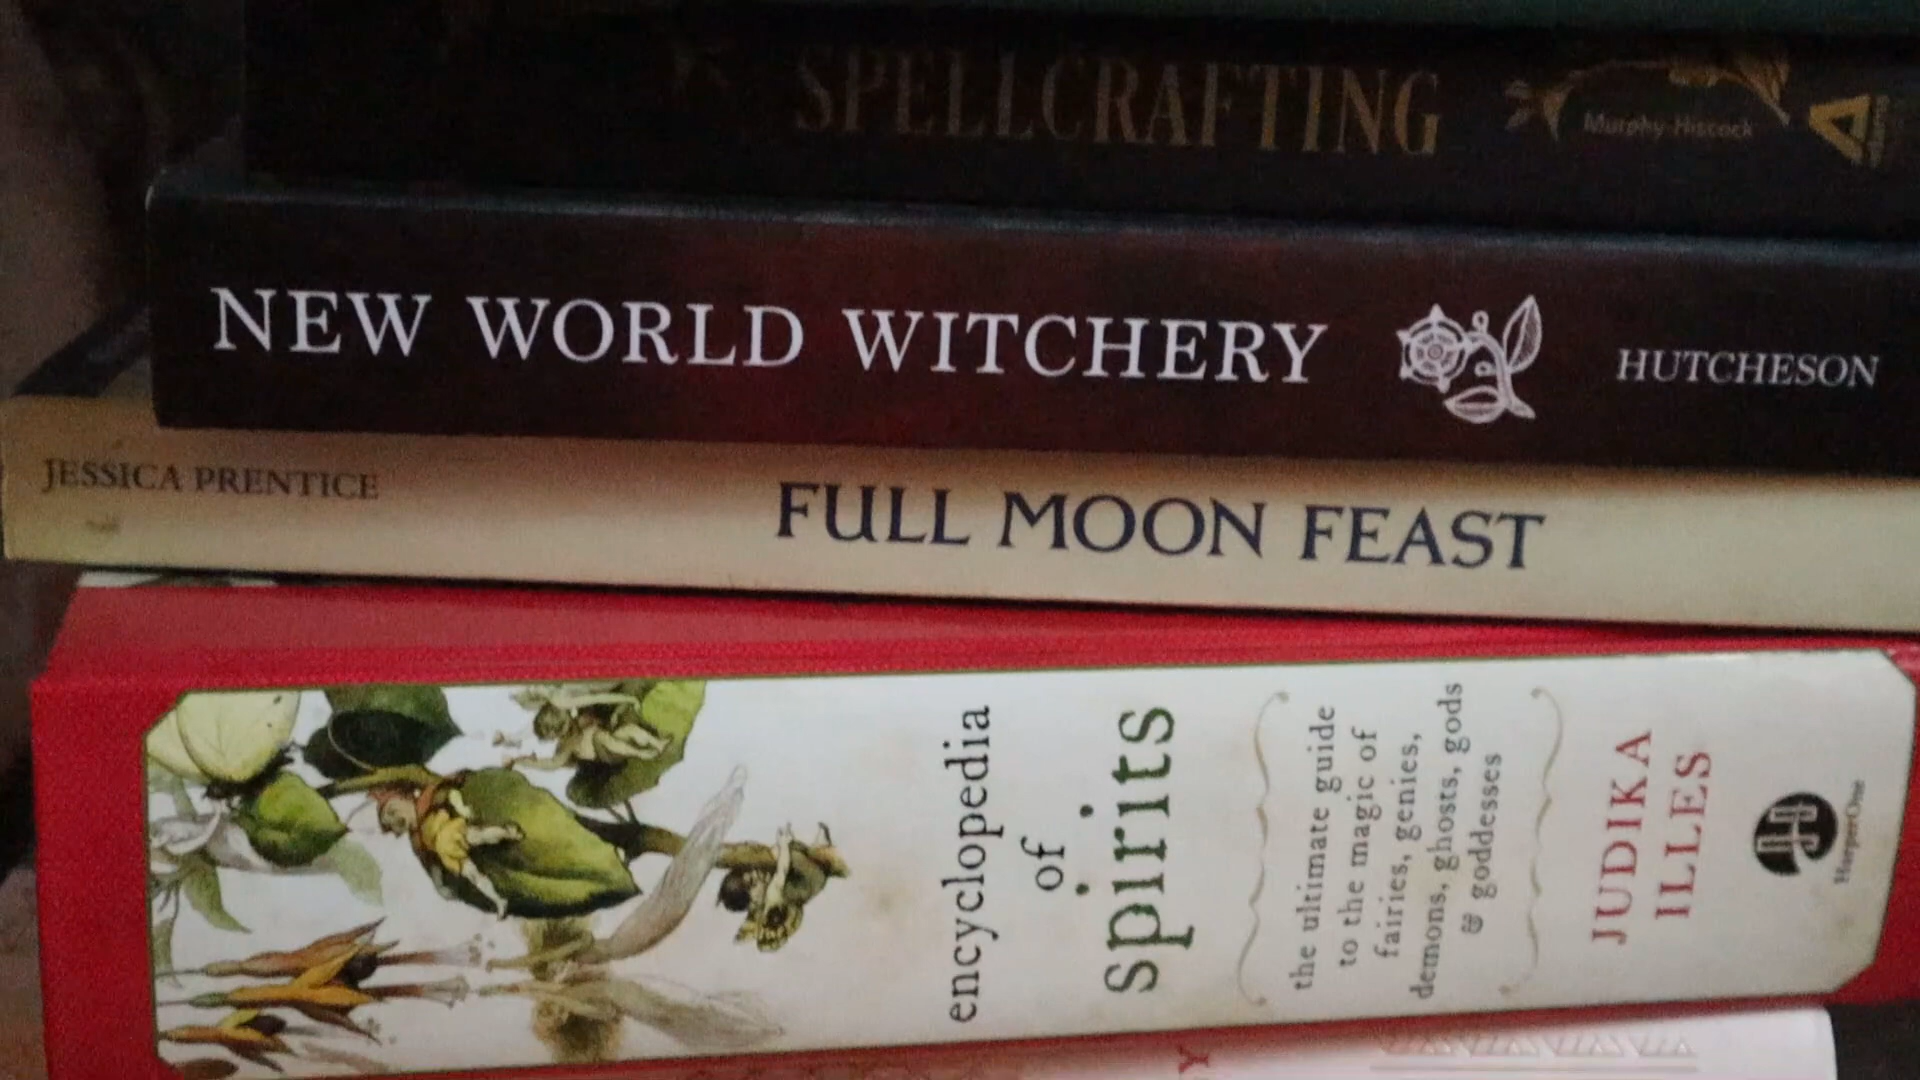 SPELLCRAFTING
Murphy-Hiscock
NEW WORLD WITCHERY
HUTCHESON
JESSICA PRENTICE
FULL MOON FEAST
encyclopedia
of
spirits
the ultimate guide
to the magic of
fairies, genies,
demons, ghosts, gods
& goddesses
JUDIKA
ILLES
HarperOne